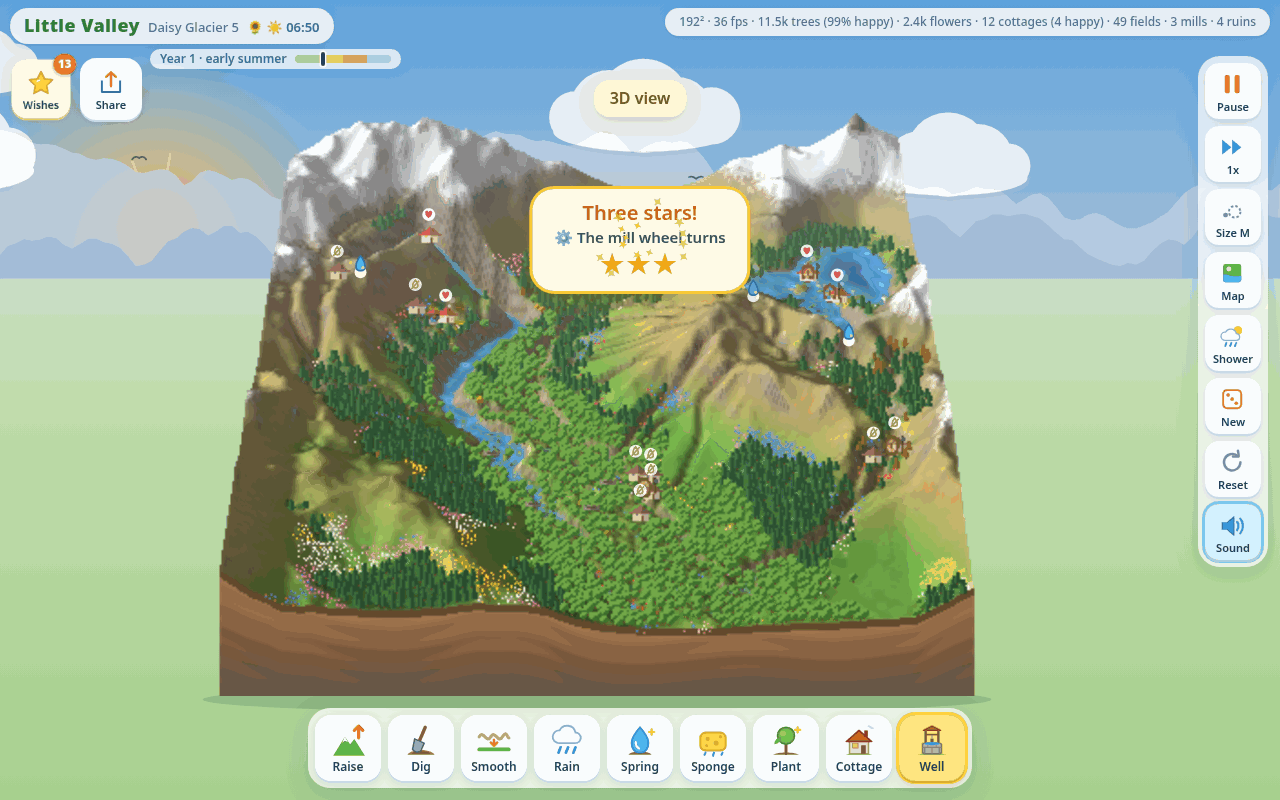 Little Valley Daisy Glacier 5 06:50
192² · 36 fps · 11.5k trees (99% happy) · 2.4k flowers · 12 cottages (4 happy) · 49 fields · 3 mills · 4 ruins
Year 1 · early summer
13
Wishes
Share
3D view
Three stars!
The mill wheel turns
Pause
1x
Size M
Map
Shower
New
Reset
Sound
Raise
Dig
Smooth
Rain
Spring
Sponge
Plant
Cottage
Well